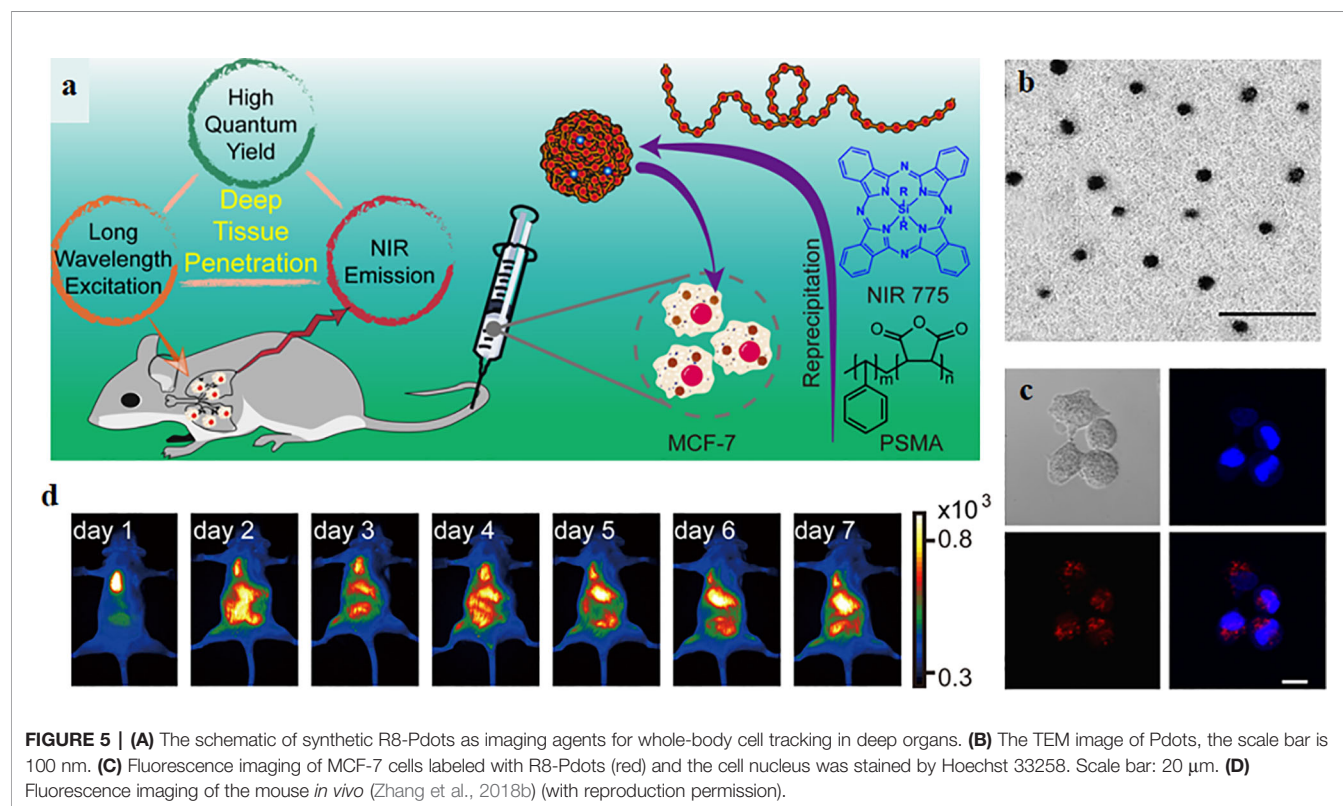 a
High
Quantum
Yield
Deep
Tissue
Penetration
Long
Wavelength
Excitation
NIR
Emission
MCF-7
Reprecipitation
N
N
N
R
N
Si
N
R
N
N
N
NIR 775
O
O
O
m
n
PSMA
b
c
d
day 1
day 2
day 3
day 4
day 5
day 6
day 7
x10³
0.8
0.3
FIGURE 5 | (A) The schematic of synthetic R8-Pdots as imaging agents for whole-body cell tracking in deep organs. (B) The TEM image of Pdots, the scale bar is
100 nm. (C) Fluorescence imaging of MCF-7 cells labeled with R8-Pdots (red) and the cell nucleus was stained by Hoechst 33258. Scale bar: 20 μm. (D)
Fluorescence imaging of the mouse in vivo (Zhang et al., 2018b) (with reproduction permission).